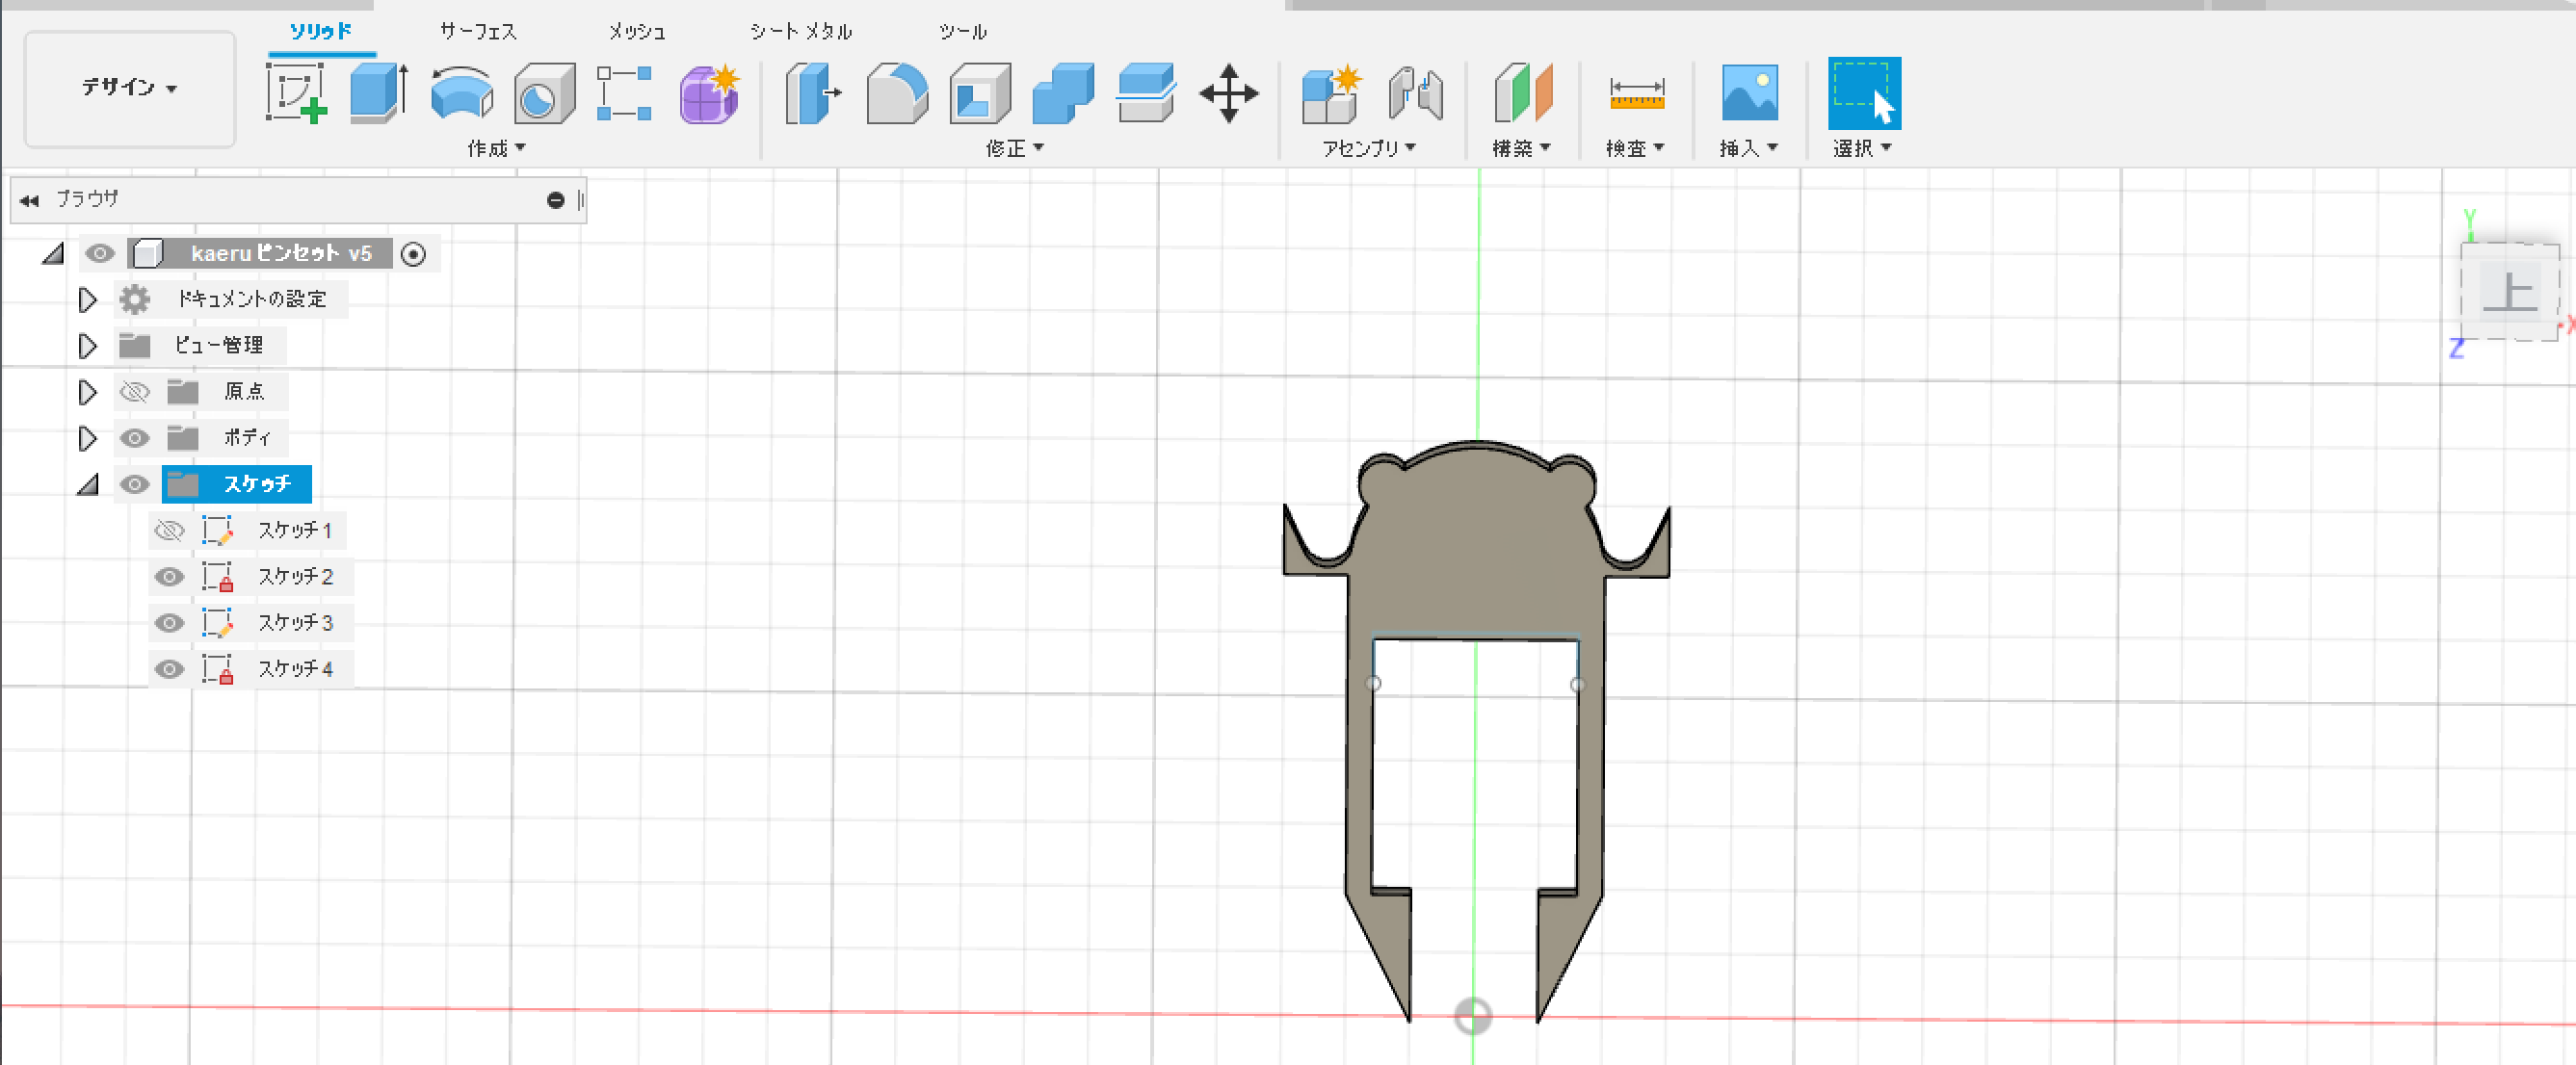 ソリッド サーフェス メッシュ シート メタル ツール
デザイン ▼
作成 ▼ 修正 ▼ アセンブリ ▼ 構築 ▼ 検査 ▼ 挿入 ▼ 選択 ▼
ブラウザ
kaeru ピンセット v5
ドキュメントの設定
ビュー管理
原点
ボディ
スケッチ
スケッチ1
スケッチ2
スケッチ3
スケッチ4
Y
上
X
Z